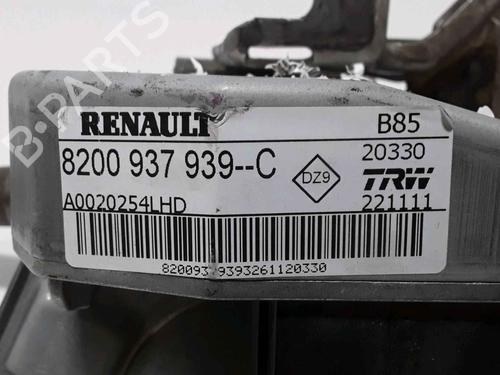 RENAULT B85
8200 937 939--C DZ9 20330
TRW
A0020254LHD 221111
820093 9393261120330
B-PARTS